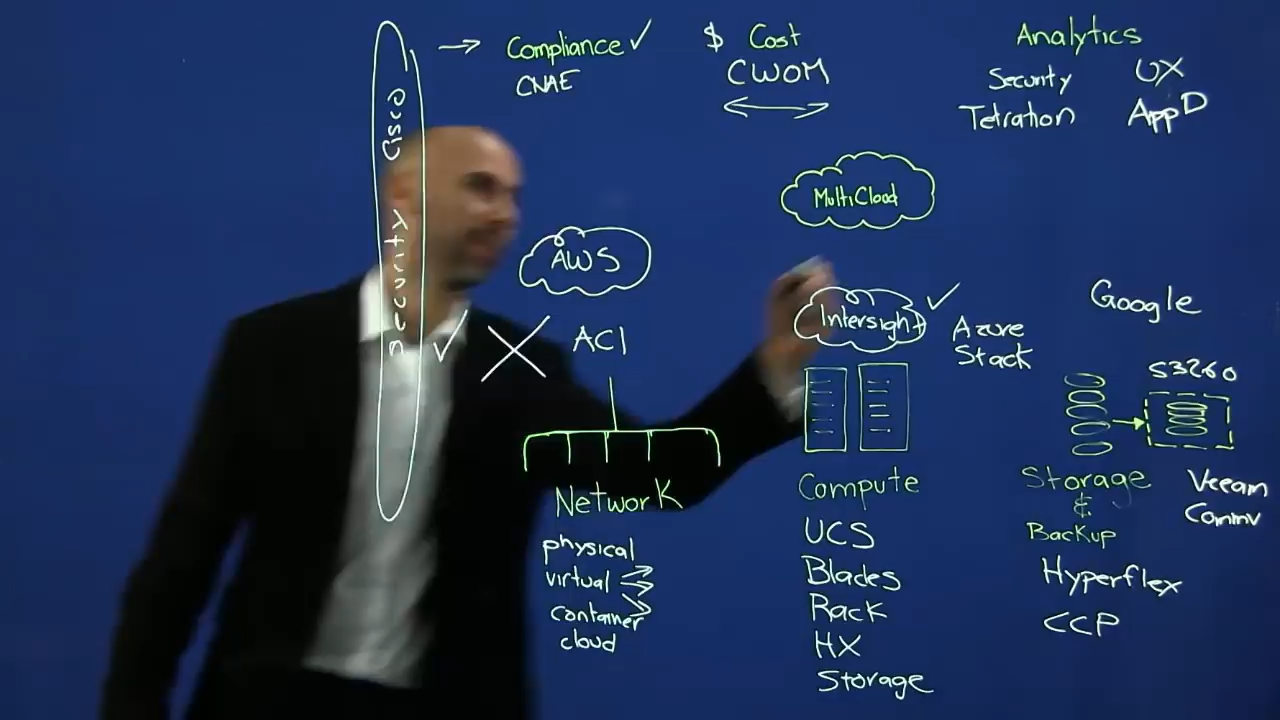 Compliance ✓
CNAE
$ Cost
CWOM
Analytics
Security
Tetration
UX
AppD
Cisco
security
MultiCloud
AWS
ACI
Network
physical
virtual
container
cloud
Intersight
Azure
Stack
Compute
UCS
Blades
Rack
HX
Storage
Google
S3260
Storage
&
Backup
Veeam
Commv
Hyperflex
CCP